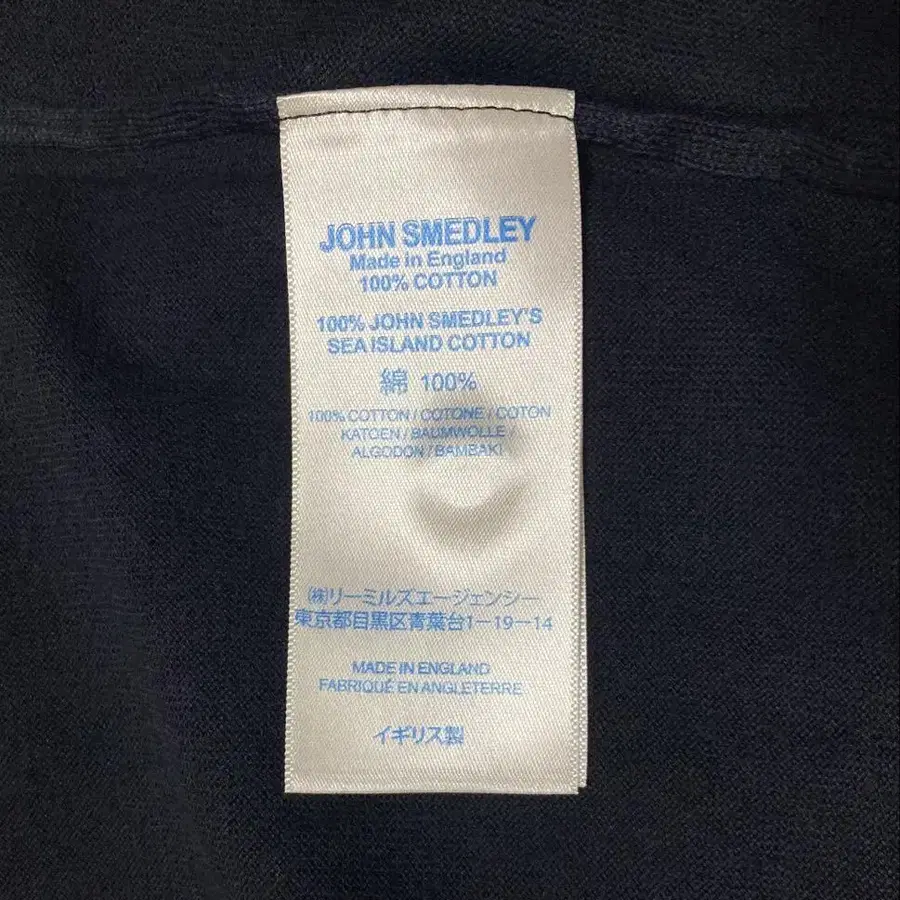 JOHN SMEDLEY
Made in England
100% COTTON
100% JOHN SMEDLEY'S
SEA ISLAND COTTON
綿 100%
100% COTTON / COTONE / COTON
KATOEN / BAUMWOLLE /
ALGODON / BAMBAKI
㈱リーミルズエージェンシー
東京都目黒区青葉台1-19-14
MADE IN ENGLAND
FABRIQUÉ EN ANGLETERRE
イギリス製